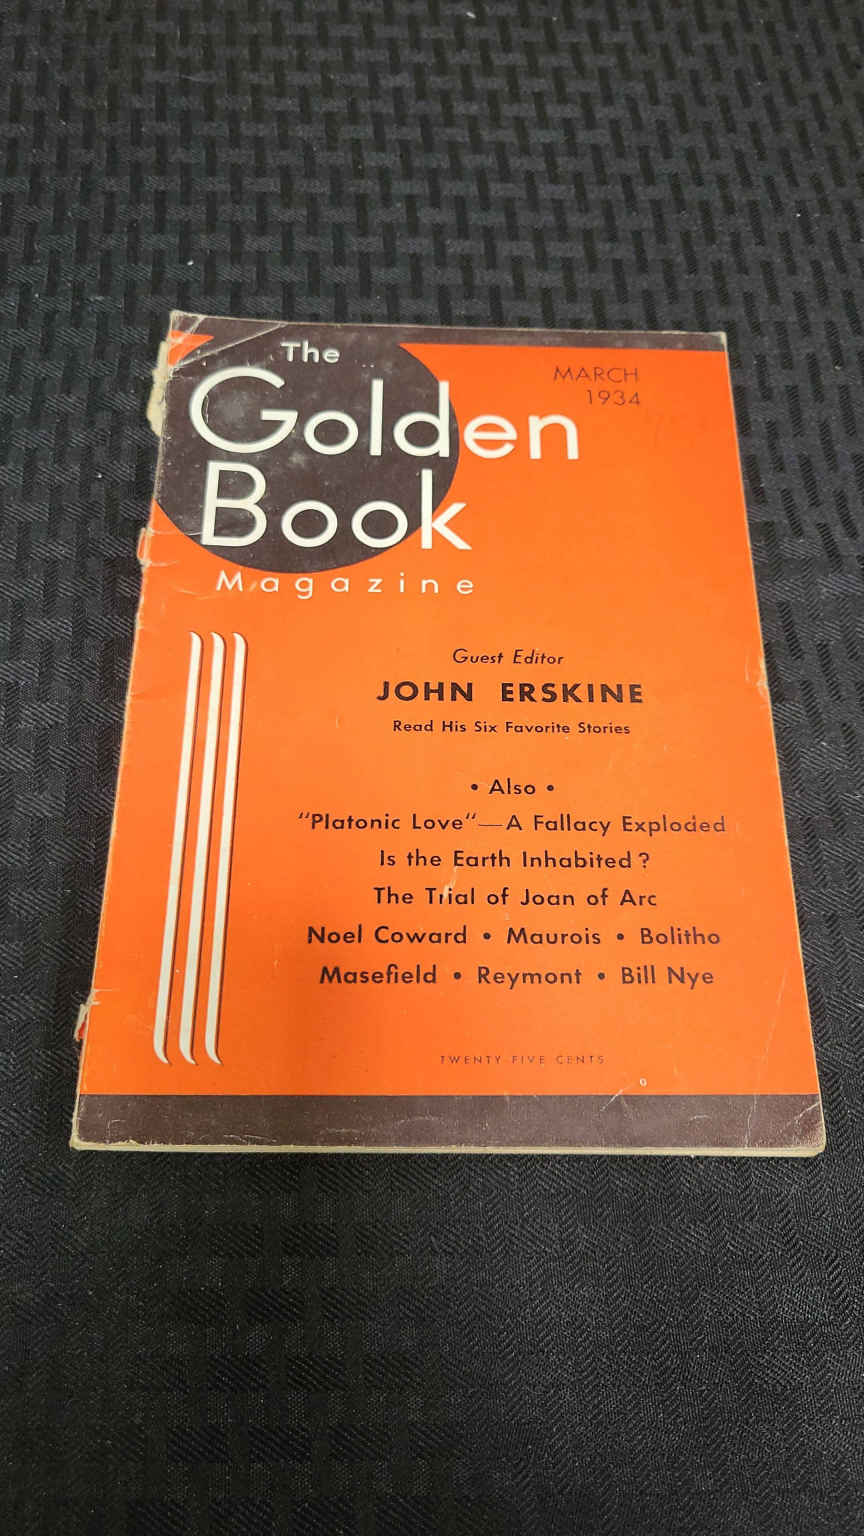 The
Golden
Book
Magazine
MARCH
1934
Guest Editor
JOHN ERSKINE
Read His Six Favorite Stories
• Also •
“Platonic Love“—A Fallacy Exploded
Is the Earth Inhabited?
The Trial of Joan of Arc
Noel Coward • Maurois • Bolitho
Masefield • Reymont • Bill Nye
TWENTY-FIVE CENTS